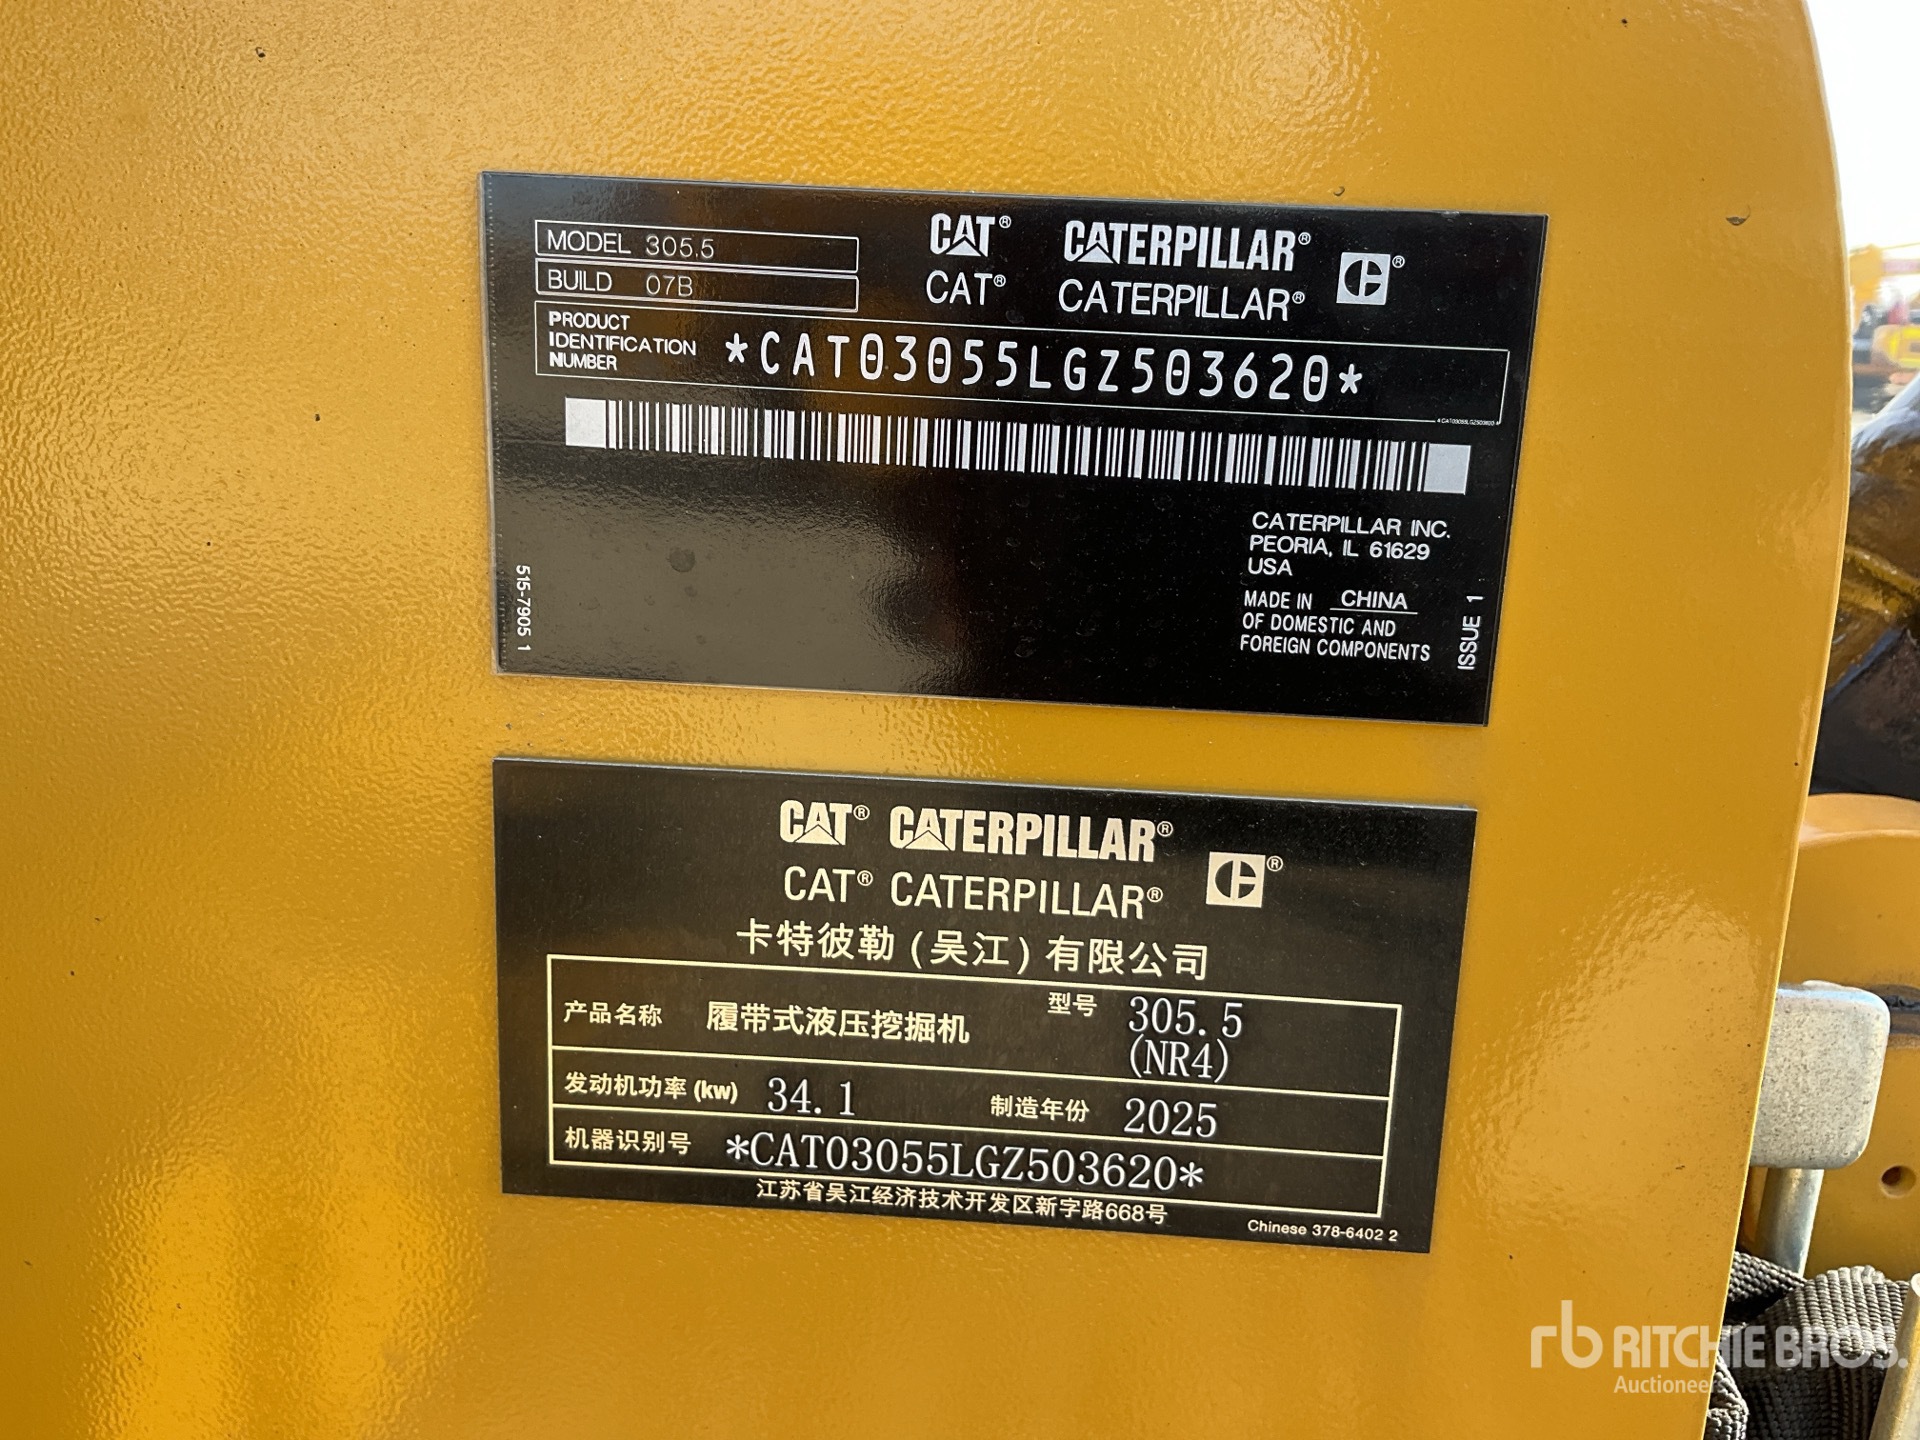 MODEL 305.5
BUILD 07B
CAT® CATERPILLAR®
CAT® CATERPILLAR®
PRODUCT IDENTIFICATION NUMBER *CAT03055LGZ503620*
*CAT03055LGZ503620*
CATERPILLAR INC.
PEORIA, IL 61629
USA
MADE IN CHINA
OF DOMESTIC AND
FOREIGN COMPONENTS
515-7905 1
ISSUE 1
CAT® CATERPILLAR®
CAT® CATERPILLAR®
卡特彼勒(吴江)有限公司
产品名称 履带式液压挖掘机 型号 305.5
(NR4)
发动机功率(kw) 34.1 制造年份 2025
机器识别号 *CAT03055LGZ503620*
江苏省吴江经济技术开发区新字路668号
Chinese 378-6402 2
rb RITCHIE BROS.
Auctioneers